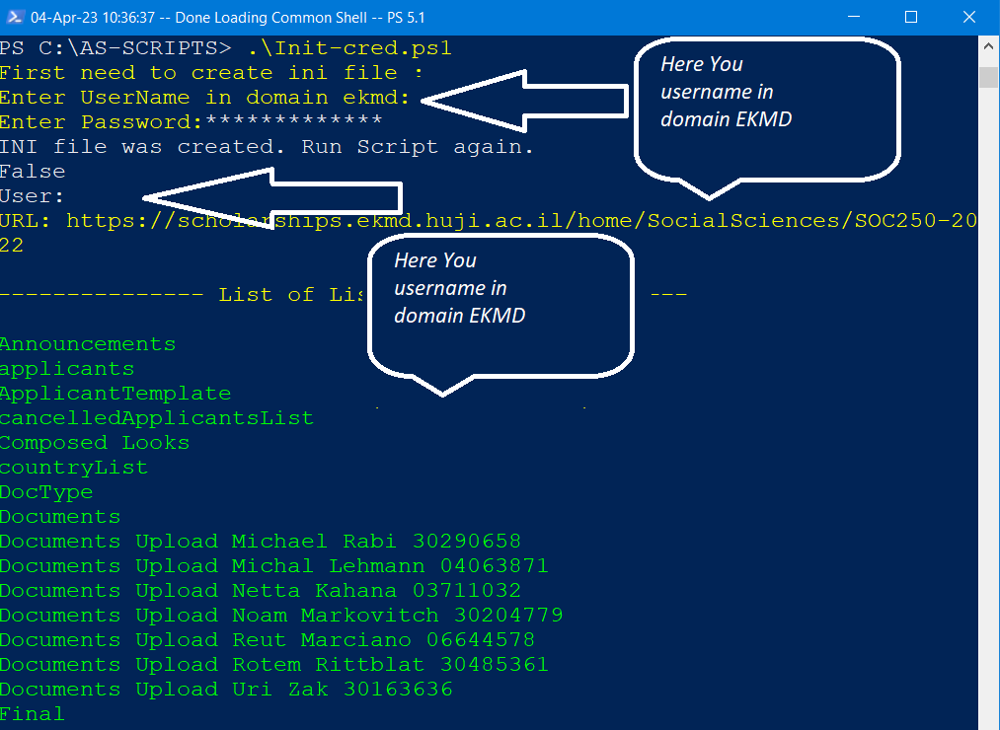 04-Apr-23 10:36:37 -- Done Loading Common Shell -- PS 5.1
PS C:\AS-SCRIPTS> .\Init-cred.ps1
First need to create ini file :
Enter UserName in domain ekmd:
Enter Password:*************
INI file was created. Run Script again.
False
User:
URL: https://scholarships.ekmd.huji.ac.il/home/SocialSciences/SOC250-20
22
Here You
username in
domain EKMD
--------------- List of Lis ---
Here You
username in
domain EKMD
Announcements
applicants
ApplicantTemplate
cancelledApplicantsList
Composed Looks
countryList
DocType
Documents
Documents Upload Michael Rabi 30290658
Documents Upload Michal Lehmann 04063871
Documents Upload Netta Kahana 03711032
Documents Upload Noam Markovitch 30204779
Documents Upload Reut Marciano 06644578
Documents Upload Rotem Rittblat 30485361
Documents Upload Uri Zak 30163636
Final